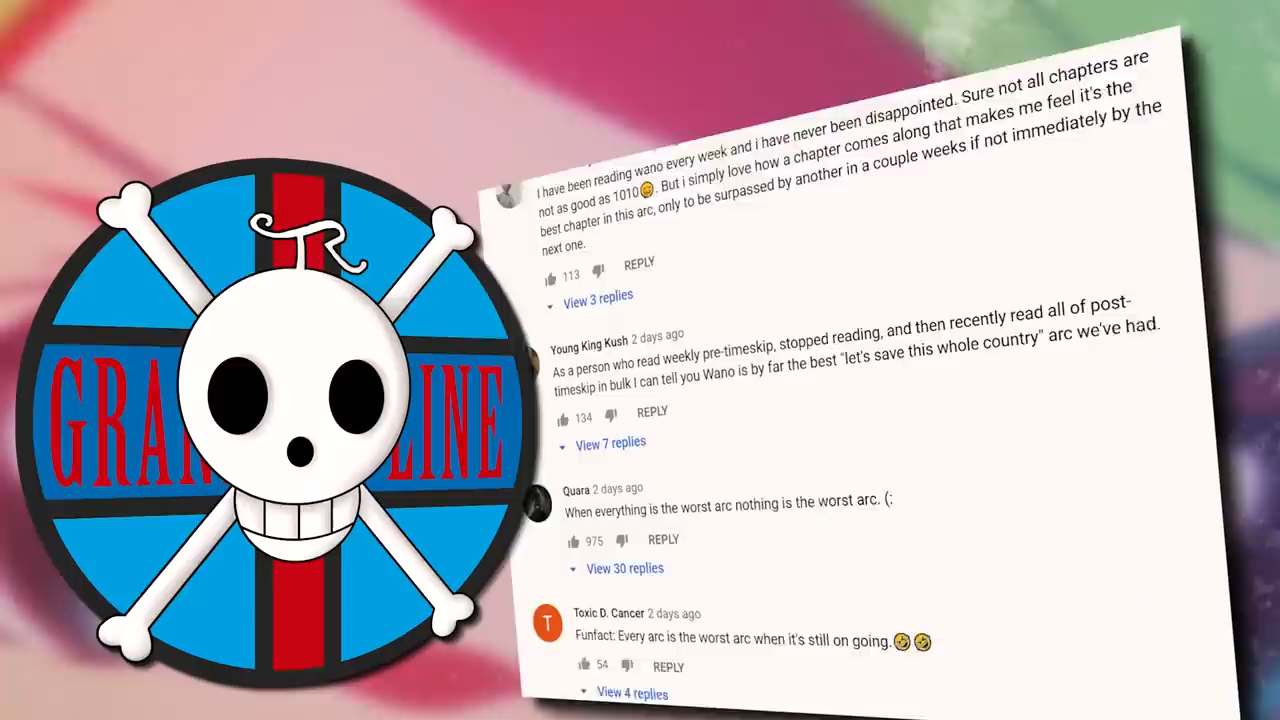 TR
GRAN LINE
I have been reading wano every week and i have never been disappointed. Sure not all chapters are
not as good as 1010😊. But i simply love how a chapter comes along that makes me feel it's the
best chapter in this arc, only to be surpassed by another in a couple weeks if not immediately by the
next one.
113 REPLY
View 3 replies
Young King Kush 2 days ago
As a person who read weekly pre-timeskip, stopped reading, and then recently read all of post-
timeskip in bulk I can tell you Wano is by far the best "let's save this whole country" arc we've had.
134 REPLY
View 7 replies
Quara 2 days ago
When everything is the worst arc nothing is the worst arc. (:
975 REPLY
View 30 replies
T
Toxic D. Cancer 2 days ago
Funfact: Every arc is the worst arc when it's still on going.🤣🤣
54 REPLY
View 4 replies